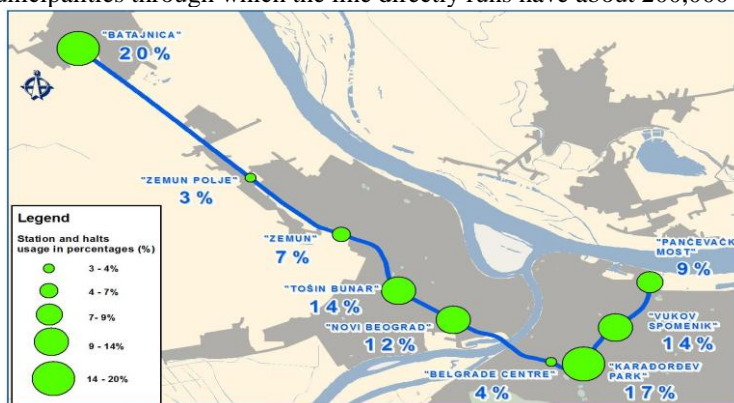 unicipalities through which the line directly runs have about 200,000
"BATAJNICA"
20%
"ZEMUN POLJE"
3%
"ZEMUN"
7%
"TOŠIN BUNAR"
14%
"NOVI BEOGRAD"
12%
"BELGRADE CENTRE"
4%
"PANČEVAČK
MOST"
9%
"VUKOV
SPOMENIK"
14%
"KARAĐORĐEV
PARK"
17%
Legend
Station and halts
usage in percentages (%)
3 - 4%
4 - 7%
7- 9%
9 - 14%
14 - 20%